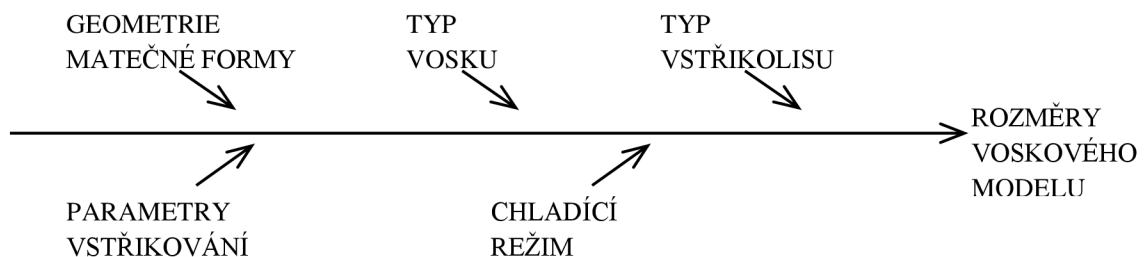 GEOMETRIE
MATEČNÉ FORMY
TYP
VOSKU
TYP
VSTŘIKOLISU
ROZMĚRY
VOSKOVÉHO
MODELU
PARAMETRY
VSTŘIKOVÁNÍ
CHLADÍCÍ
REŽIM